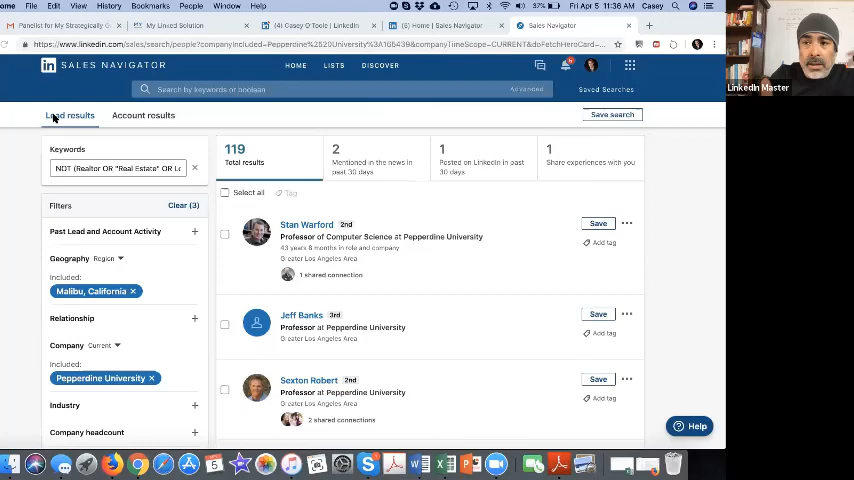 ome File Edit View History Bookmarks People Window Help
37% Fri Apr 5 11:36 AM Casey
Panelist for My Strategically G
My Linked Solution
(4) Casey O'Toole | LinkedIn
(6) Home | Sales Navigator
Sales Navigator
https://www.linkedin.com/sales/search/people?companyIncluded=Pepperdine%2520University%3A165439&companyTimeScope=CURRENT&doFetchHeroCard=...
SALES NAVIGATOR
HOME LISTS DISCOVER
Search by keywords or boolean
Advanced
Saved Searches
LinkedIn Master
Lead results
Account results
Save search
Keywords
NOT (Realtor OR "Real Estate" OR Lo
Filters
Clear (3)
Past Lead and Account Activity
Geography Region
Included:
Malibu, California
Relationship
Company Current
Included:
Pepperdine University
Industry
Company headcount
119
Total results
2
Mentioned in the news in
past 30 days
1
Posted on LinkedIn in past
30 days
1
Share experiences with you
Select all
Tag
Stan Warford 2nd
Professor of Computer Science at Pepperdine University
43 years 8 months in role and company
Greater Los Angeles Area
1 shared connection
Save
Add tag
Jeff Banks 3rd
Professor at Pepperdine University
Greater Los Angeles Area
Save
Add tag
Sexton Robert 2nd
Professor at Pepperdine University
Greater Los Angeles Area
2 shared connections
Save
Add tag
Help